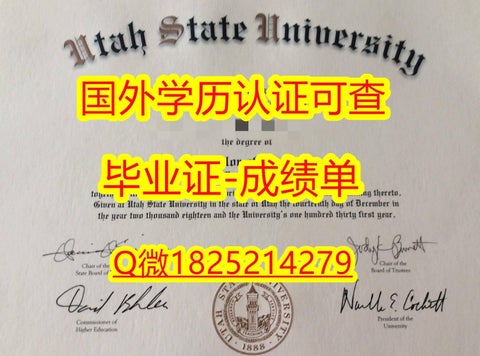 Utah State University
国外学历认证可查
the degree of
毕业证-成绩单
thereto.
Given at Utah State University in the state of Utah the fourteenth day of December in
the year two thousand eighteen and the University's one hundred thirty first year.
Q微1825214279
Chair of the
State Board of
Chair of the
Board of Trustees
Commissioner of
Higher Education
UTAH STATE UNIVERSITY
·1888·
President of the
University